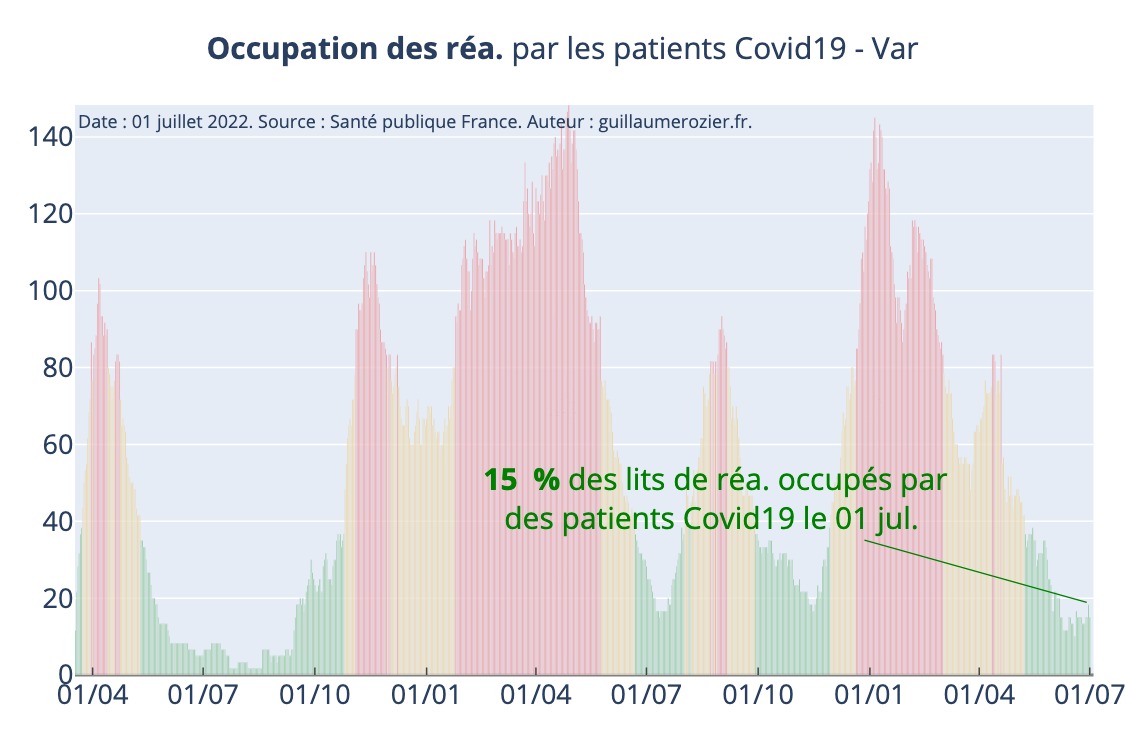 Occupation des réa. par les patients Covid19 - Var
Date : 01 juillet 2022. Source : Santé publique France. Auteur : guillaumerozier.fr.
140
120
100
80
60
15  % des lits de réa. occupés par
des patients Covid19 le 01 jul.
40
20
0
01/04 01/07 01/10 01/01 01/04 01/07 01/10 01/01 01/04 01/07